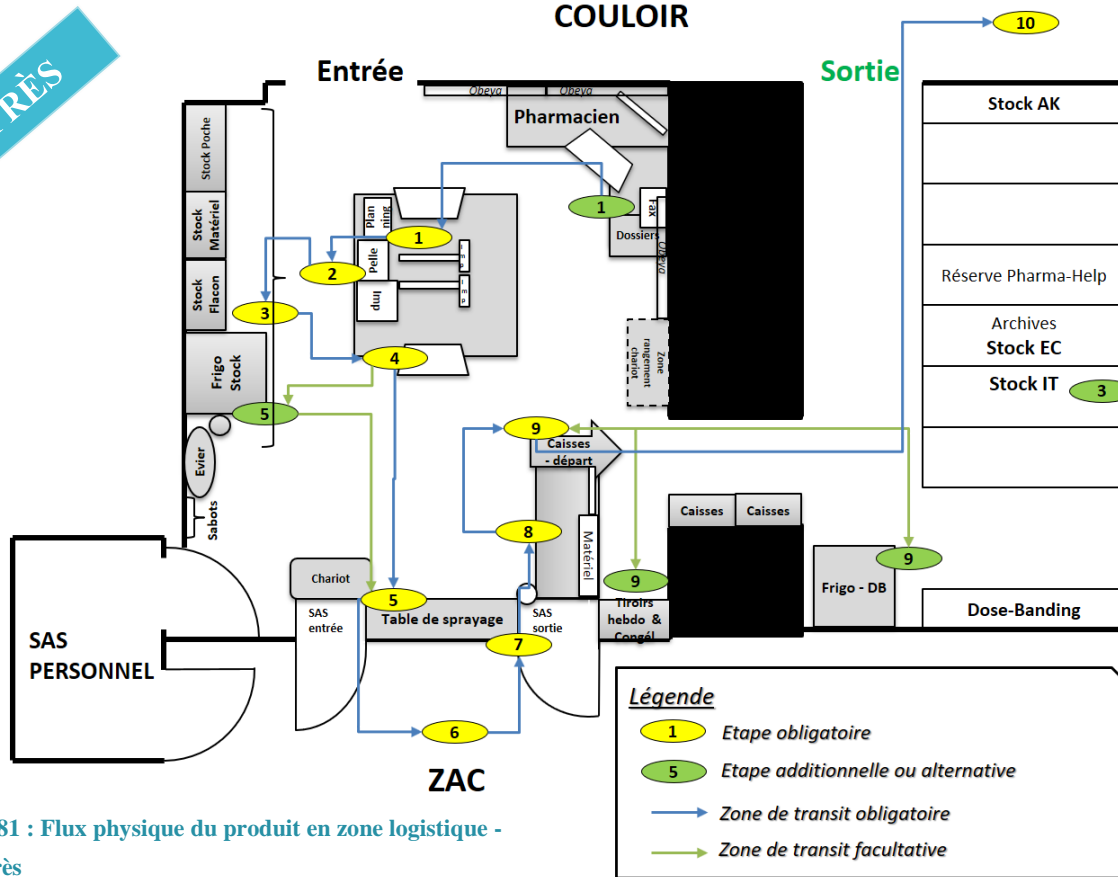 COULOIR
10
RÈS
Entrée
Sortie
Obeya
Obeya
Stock AK
Pharmacien
Stock Poche
Stock
Matériel
Stock
Flacon
Frigo
Stock
5
Evier
Sabots
Plan
ning
1
2
Pelle
Imp
Imp
Imp
3
4
1
Fax
Dossiers
Obeya
Zone
rangement
chariot
Réserve Pharma-Help
Archives
Stock EC
Stock IT
3
9
Caisses
- départ
8
Matériel
Caisses
Caisses
9
Tiroirs
hebdo &
Congél
9
Frigo - DB
Dose-Banding
Chariot
5
SAS
entrée
Table de sprayage
SAS
sortie
7
SAS
PERSONNEL
6
ZAC
Légende
1
Etape obligatoire
5
Etape additionnelle ou alternative
Zone de transit obligatoire
Zone de transit facultative
81 : Flux physique du produit en zone logistique -
rès